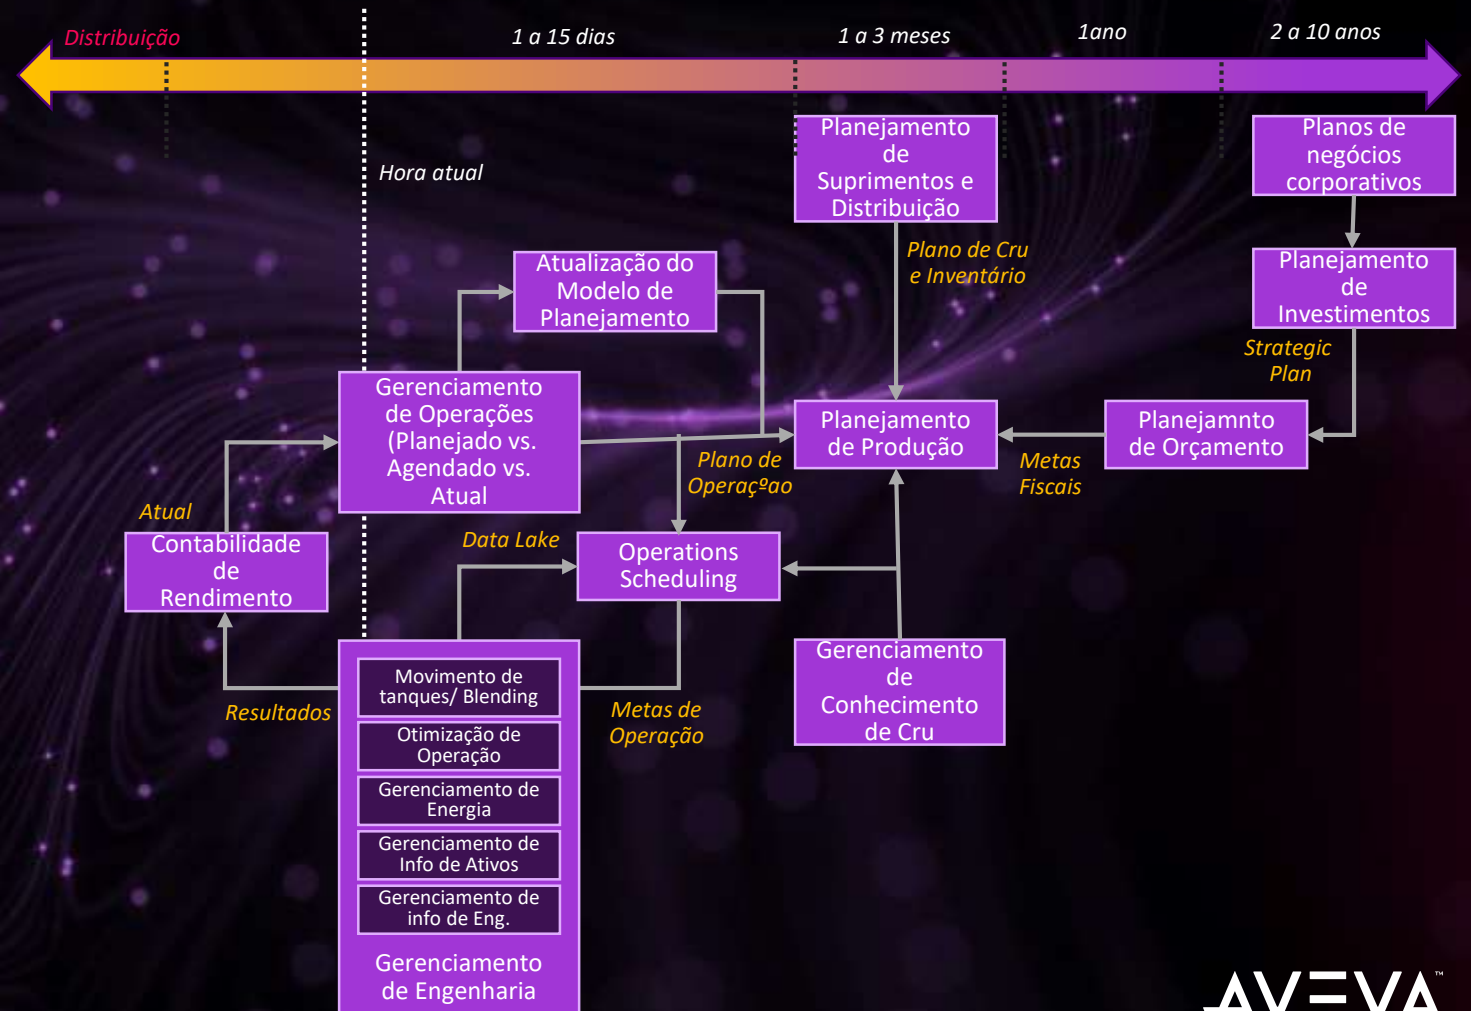 Distribuição
1 a 15 dias
1 a 3 meses
1ano
2 a 10 anos
Hora atual
Planejamento
de
Suprimentos e
Distribuição
Planos de
negócios
corporativos
Plano de Cru
e Inventário
Atualização do
Modelo de
Planejamento
Planejamento
de
Investimentos
Strategic
Plan
Gerenciamento
de Operações
(Planejado vs.
Agendado vs.
Atual
Planejamento
de Produção
Planejamnto
de Orçamento
Plano de
Operaçºao
Metas
Fiscais
Atual
Contabilidade
de
Rendimento
Data Lake
Operations
Scheduling
Resultados
Movimento de
tanques/ Blending
Otimização de
Operação
Gerenciamento de
Energia
Gerenciamento de
Info de Ativos
Gerenciamento de
info de Eng.
Gerenciamento
de Engenharia
Metas de
Operação
Gerenciamento
de
Conhecimento
de Cru
AVEVA™